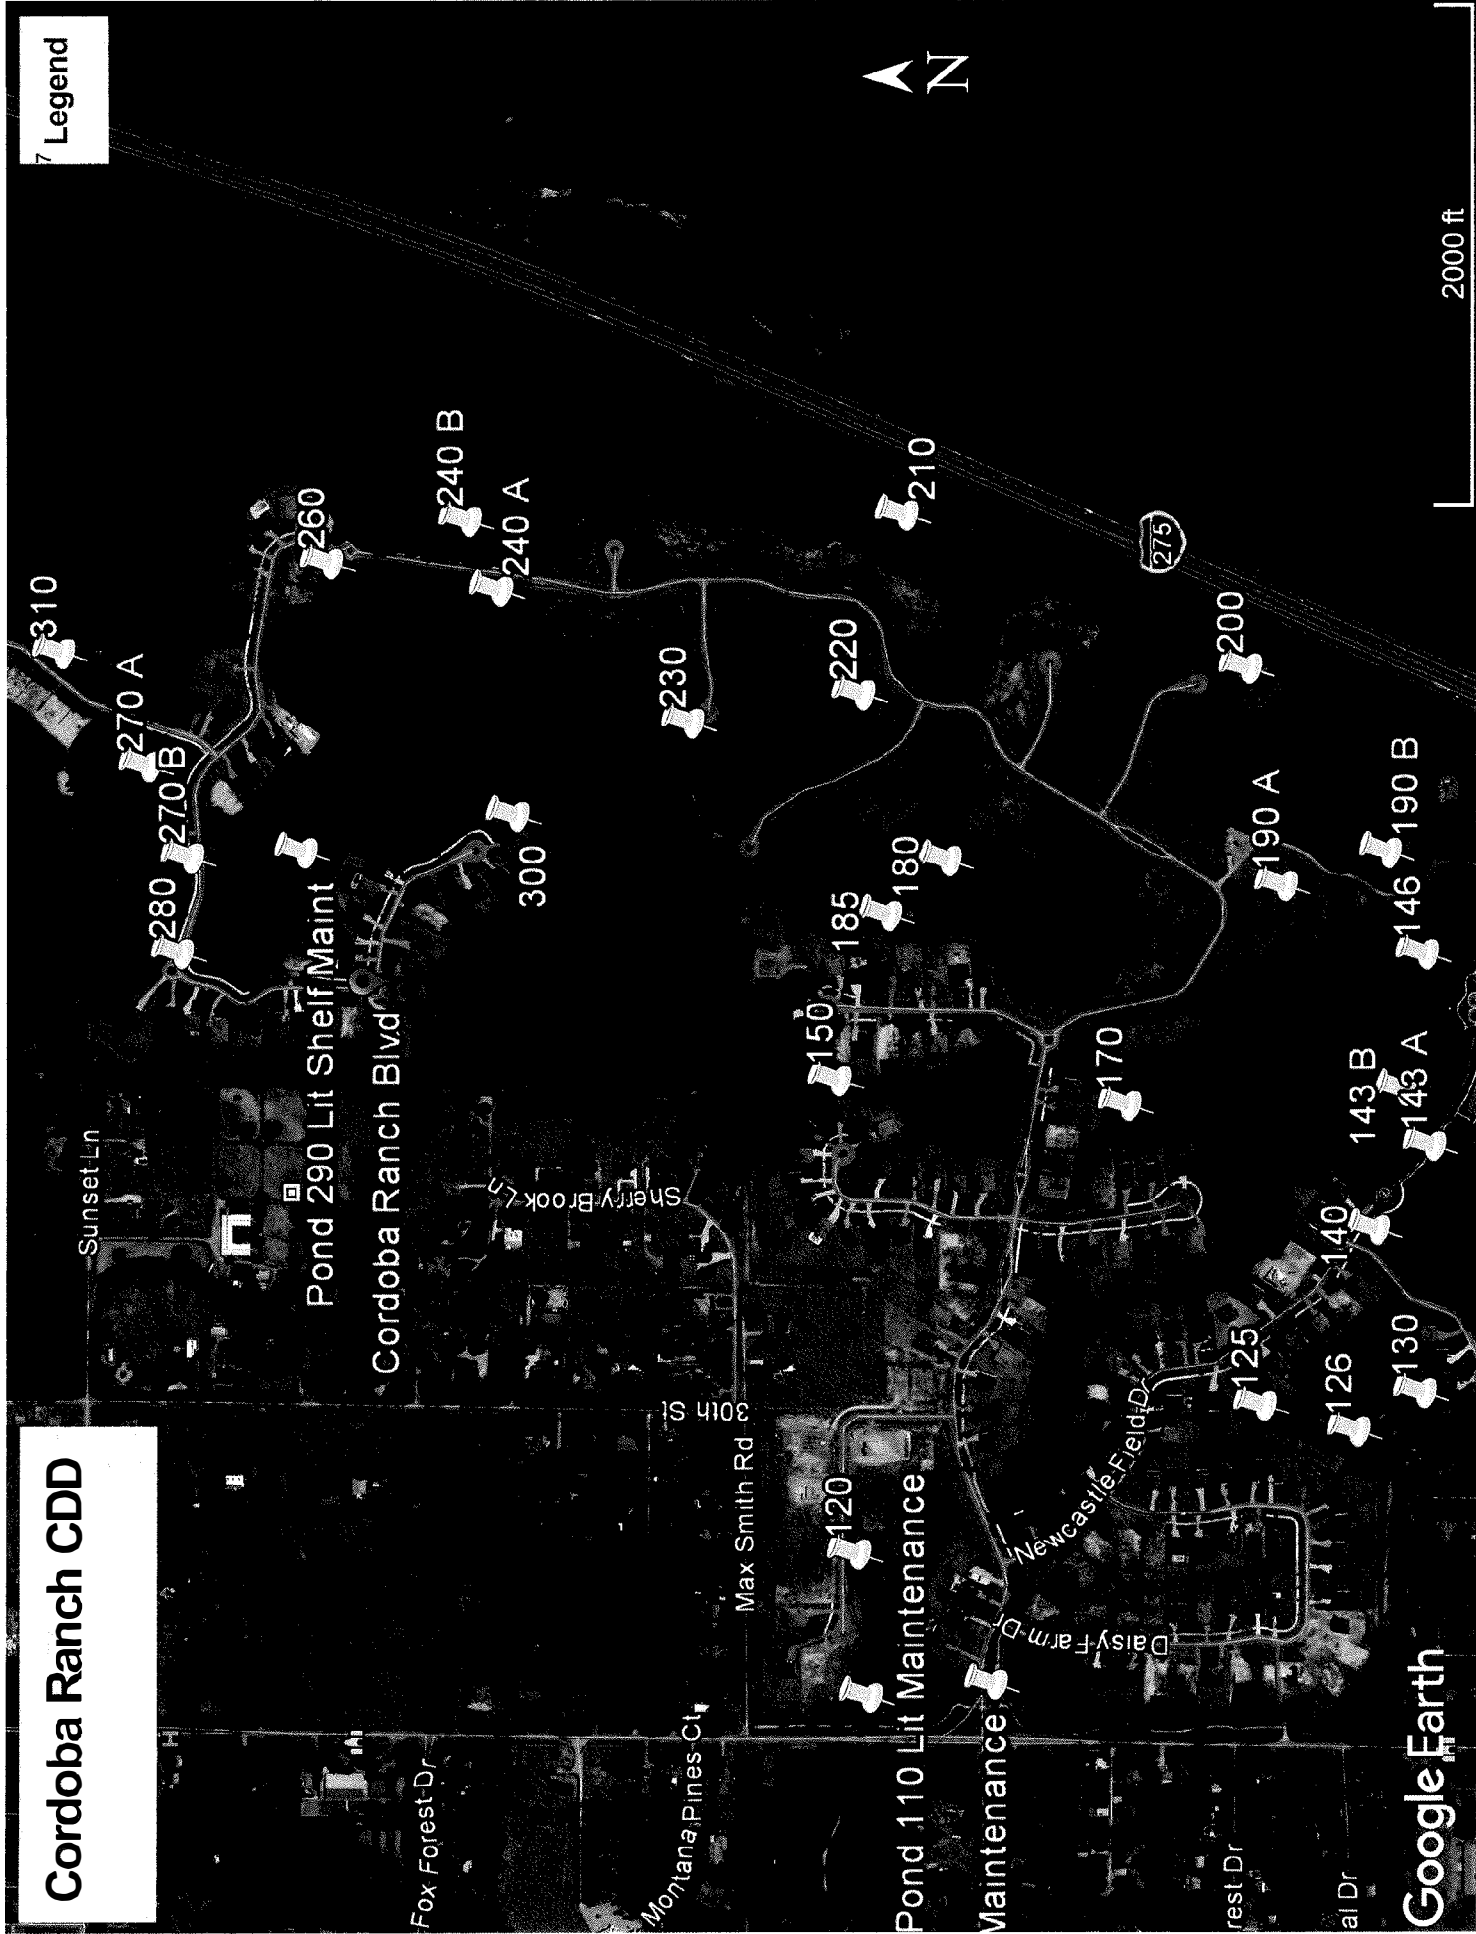 Cordoba Ranch CDD
7 Legend
310
270 A
270 B
280
260
Sunset Ln
Pond 290 Lit Shelf Maint
Cordoba Ranch Blvd
240 B
240 A
300
Fox Forest Dr
Sherry Brook Ln
30th St
230
Montana Pines Ct
Max Smith Rd
120
150
185
220
180
210
N
Pond 110 Lit Maintenance
Maintenance
Daisy Farm Dr
Newcastle Field Dr
170
275
200
190 A
125
126
140
130
143 B
143 A
146
190 B
rest Dr
al Dr
Google Earth
2000 ft